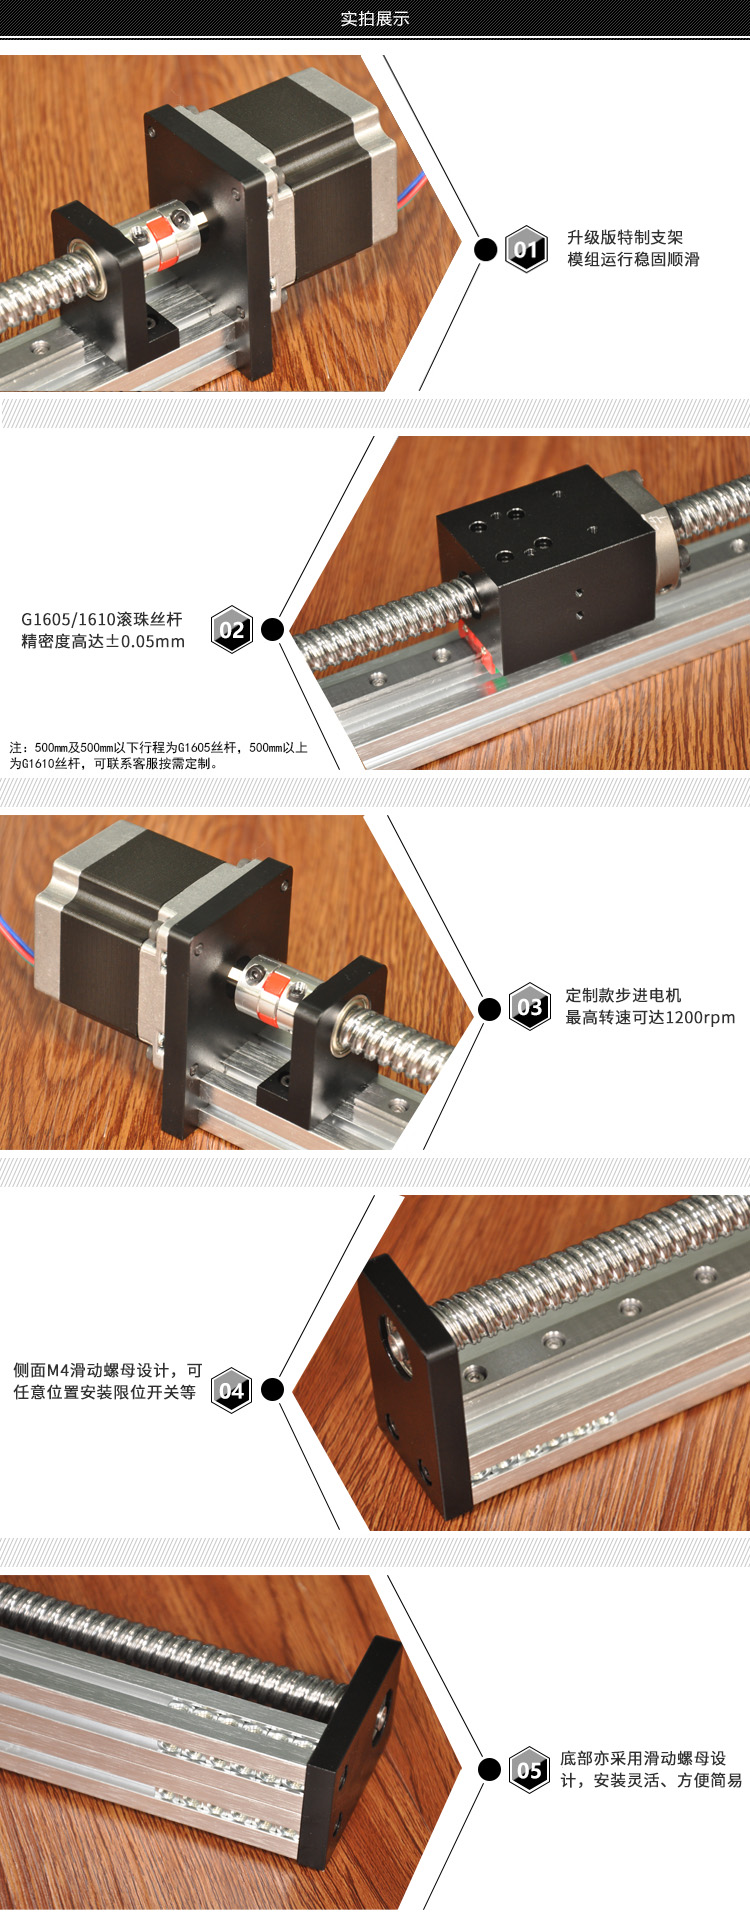 实拍展示
01
升级版特制支架
模组运行稳固顺滑
G1605/1610滚珠丝杆
精密度高达±0.05mm
02
注：500mm及500mm以下行程为G1605丝杆，500mm以上
为G1610丝杆，可联系客服按需定制。
03
定制款步进电机
最高转速可达1200rpm
侧面M4滑动螺母设计，可
任意位置安装限位开关等
04
05
底部亦采用滑动螺母设
计，安装灵活、方便简易